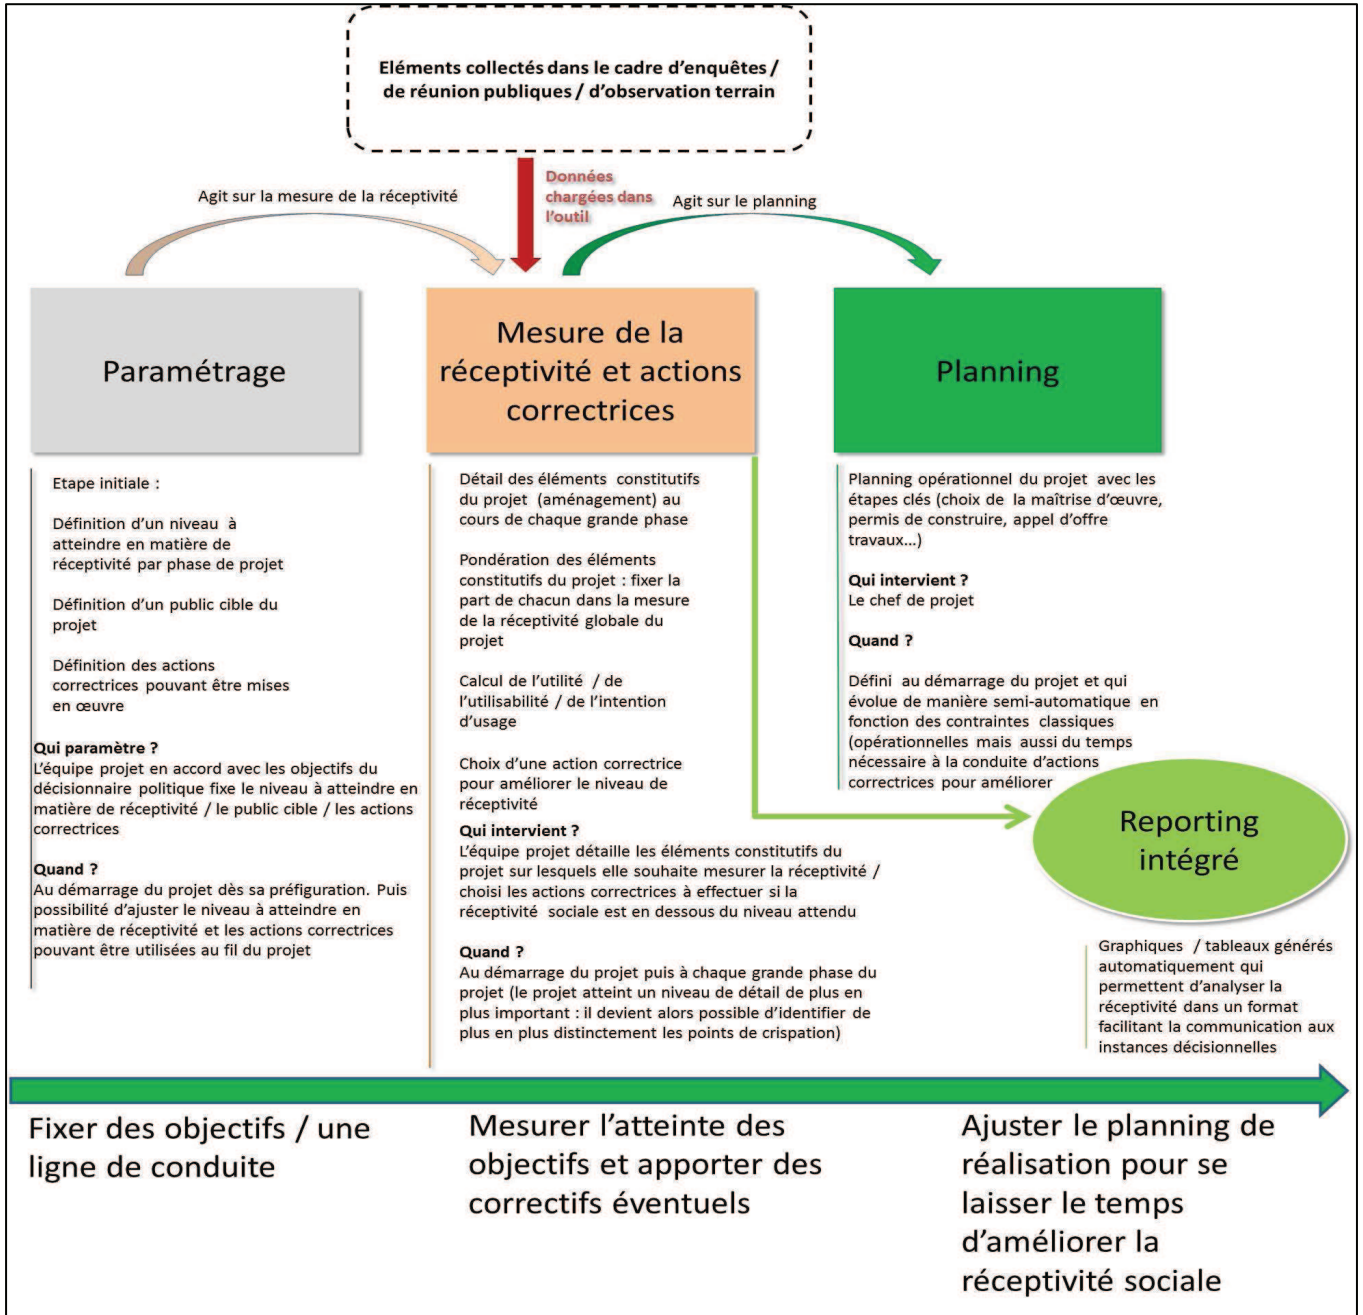 Eléments collectés dans le cadre d'enquêtes /
de réunion publiques / d'observation terrain
Données
chargées dans
l'outil
Agit sur la mesure de la réceptivité
Agit sur le planning
Paramétrage
Mesure de la
réceptivité et actions
correctrices
Planning
Etape initiale :
Définition d'un niveau à
atteindre en matière de
réceptivité par phase de projet
Définition d'un public cible du
projet
Définition des actions
correctrices pouvant être mises
en œuvre
Qui paramètre ?
L'équipe projet en accord avec les objectifs du
décisionnaire politique fixe le niveau à atteindre en
matière de réceptivité / le public cible / les actions
correctrices
Quand ?
Au démarrage du projet dès sa préfiguration. Puis
possibilité d'ajuster le niveau à atteindre en
matière de réceptivité et les actions correctrices
pouvant être utilisées au fil du projet
Détail des éléments constitutifs
du projet (aménagement) au
cours de chaque grande phase
Pondération des éléments
constitutifs du projet : fixer la
part de chacun dans la mesure
de la réceptivité globale du
projet
Calcul de l'utilité / de
l'utilisabilité / de l'intention
d'usage
Choix d'une action correctrice
pour améliorer le niveau de
réceptivité
Qui intervient ?
L'équipe projet détaille les éléments constitutifs du
projet sur lesquels elle souhaite mesurer la réceptivité /
choisi les actions correctrices à effectuer si la
réceptivité sociale est en dessous du niveau attendu
Quand ?
Au démarrage du projet puis à chaque grande phase du
projet (le projet atteint un niveau de détail de plus en
plus important : il devient alors possible d'identifier de
plus en plus distinctement les points de crispation)
Planning opérationnel du projet avec les
étapes clés (choix de la maîtrise d'œuvre,
permis de construire, appel d'offre
travaux...)
Qui intervient ?
Le chef de projet
Quand ?
Défini au démarrage du projet et qui
évolue de manière semi-automatique en
fonction des contraintes classiques
(opérationnelles mais aussi du temps
nécessaire à la conduite d'actions
correctrices pour améliorer
Reporting
intégré
Graphiques / tableaux générés
automatiquement qui
permettent d'analyser la
réceptivité dans un format
facilitant la communication aux
instances décisionnelles
Fixer des objectifs / une
ligne de conduite
Mesurer l'atteinte des
objectifs et apporter des
correctifs éventuels
Ajuster le planning de
réalisation pour se
laisser le temps
d'améliorer la
réceptivité sociale